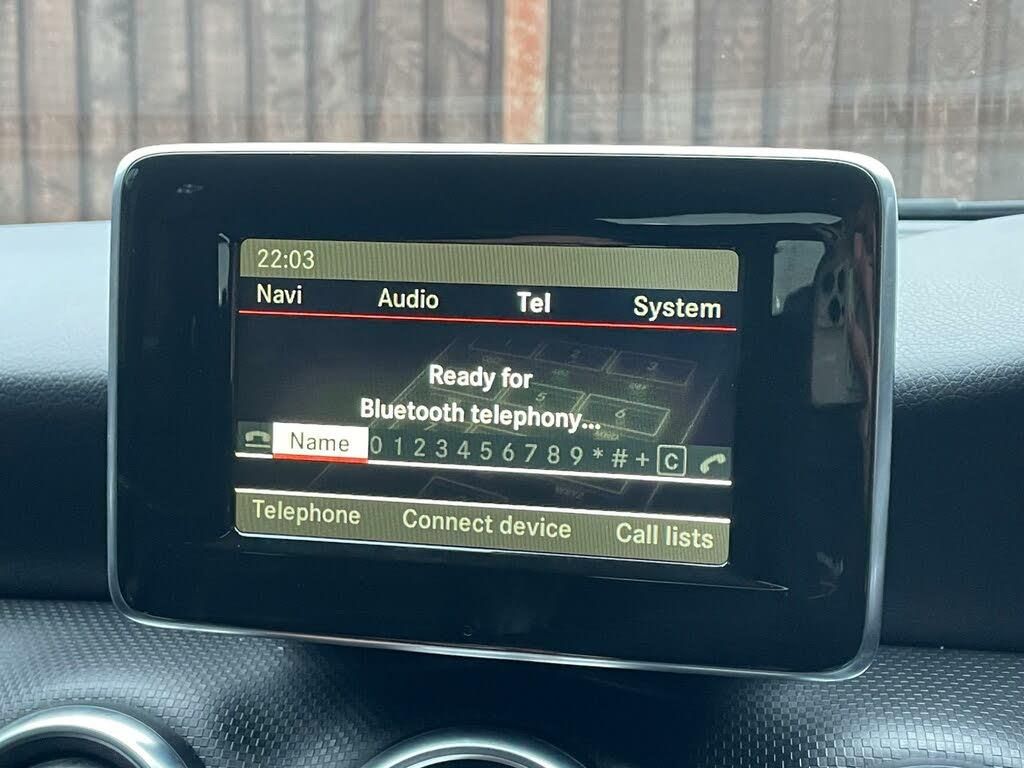 22:03
Navi Audio Tel System
Ready for
Bluetooth telephony...
Name 0 1 2 3 4 5 6 7 8 9 * # + C
Telephone Connect device Call lists